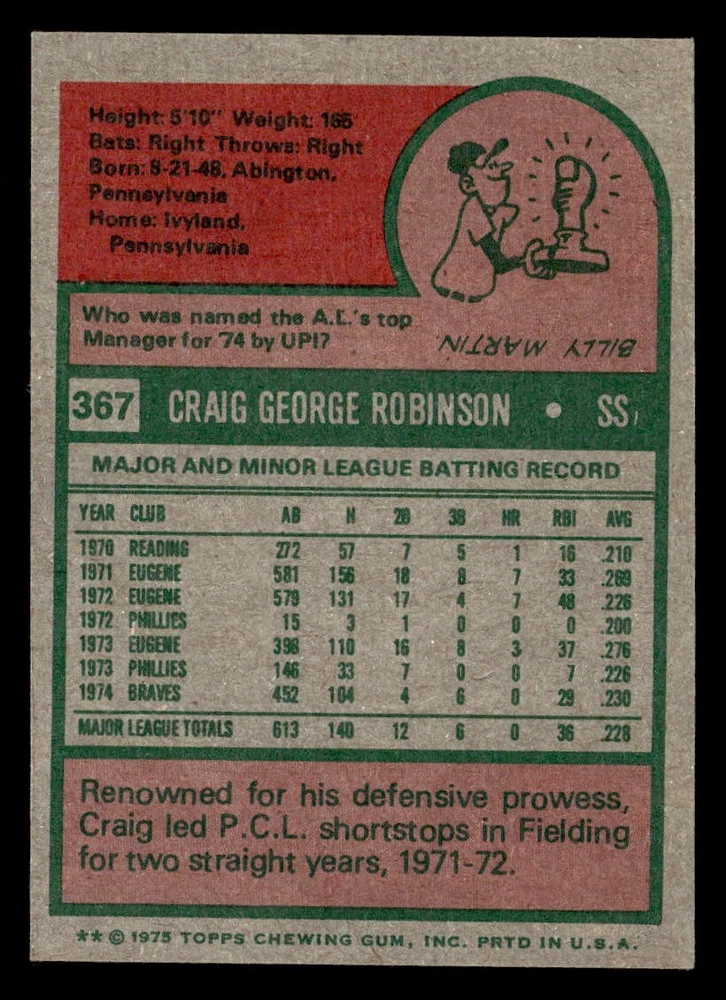 Height: 5'10" Weight: 165
Bats: Right Throws: Right
Born: 8-21-48, Abington,
Pennsylvania
Home: Ivyland,
Pennsylvania
Who was named the A.L.'s top
Manager for '74 by UPI?
BILLY MARTIN.
367 CRAIG GEORGE ROBINSON • SS
MAJOR AND MINOR LEAGUE BATTING RECORD
YEAR CLUB AB H 2B 3B HR RBI AVG
1970 READING 272 57 7 5 1 16 .210
1971 EUGENE 581 156 18 8 7 33 .269
1972 EUGENE 579 131 17 4 7 48 .226
1972 PHILLIES 15 3 1 0 0 0 .200
1973 EUGENE 398 110 16 8 3 37 .276
1973 PHILLIES 146 33 7 0 0 7 .226
1974 BRAVES 452 104 4 6 0 29 .230
MAJOR LEAGUE TOTALS 613 140 12 6 0 36 .228
Renowned for his defensive prowess,
Craig led P.C.L. shortstops in Fielding
for two straight years, 1971-72.
** © 1975 TOPPS CHEWING GUM, INC. PRTD IN U.S.A.